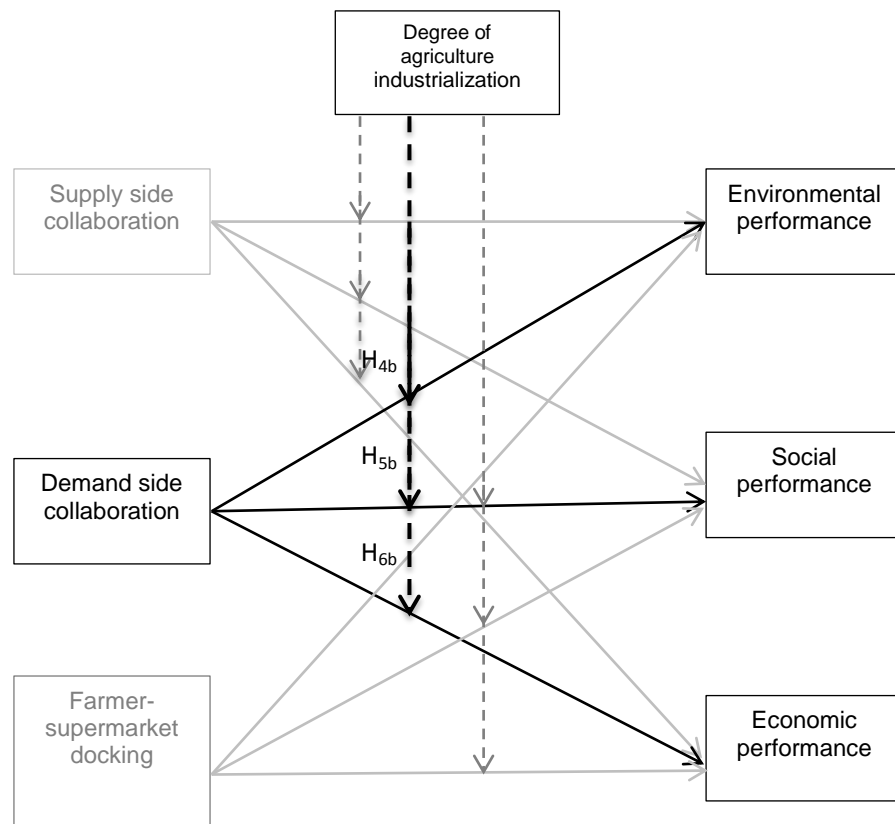 Degree of
agriculture
industrialization
Supply side
collaboration
Environmental
performance
H4b
Demand side
collaboration
H5b
Social
performance
H6b
Farmer-
supermarket
docking
Economic
performance